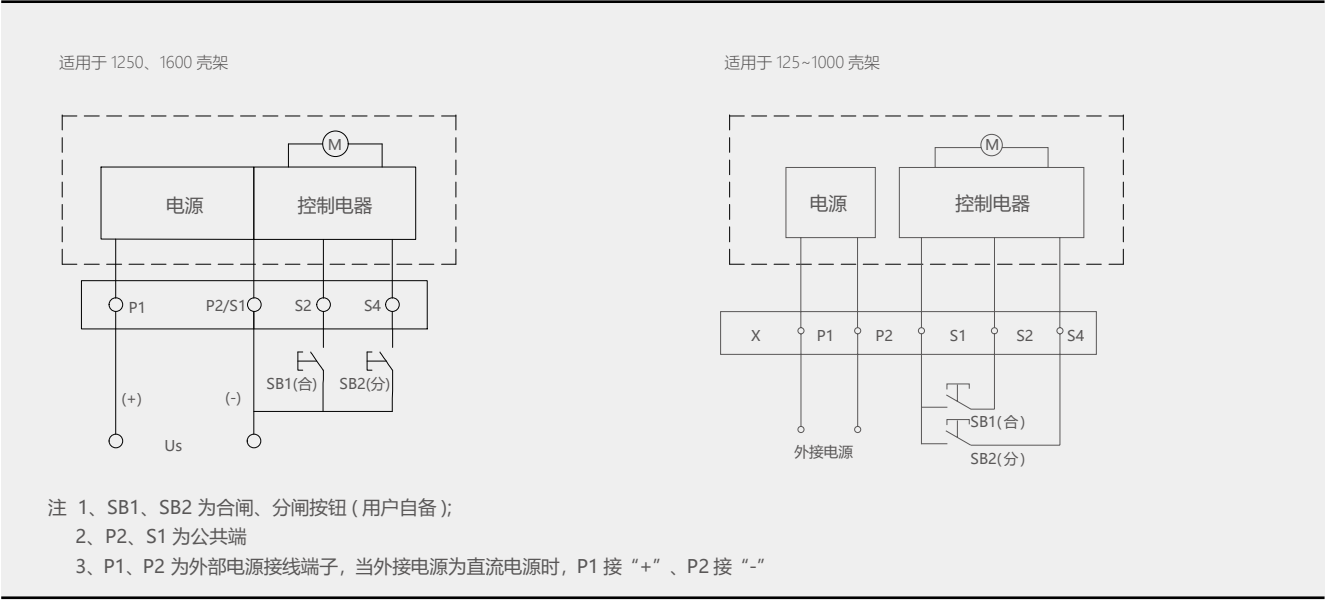 适用于 1250、1600 壳架
M
电源
控制电器
P1
P2/S1
S2
S4
SB1(合)
SB2(分)
(+)
(-)
Us
适用于 125~1000 壳架
M
电源
控制电器
X
P1
P2
S1
S2
S4
SB1(合)
外接电源
SB2(分)
注 1、SB1、SB2 为合闸、分闸按钮 ( 用户自备 );
2、P2、S1 为公共端
3、P1、P2 为外部电源接线端子，当外接电源为直流电源时，P1 接“+”、P2 接“-”